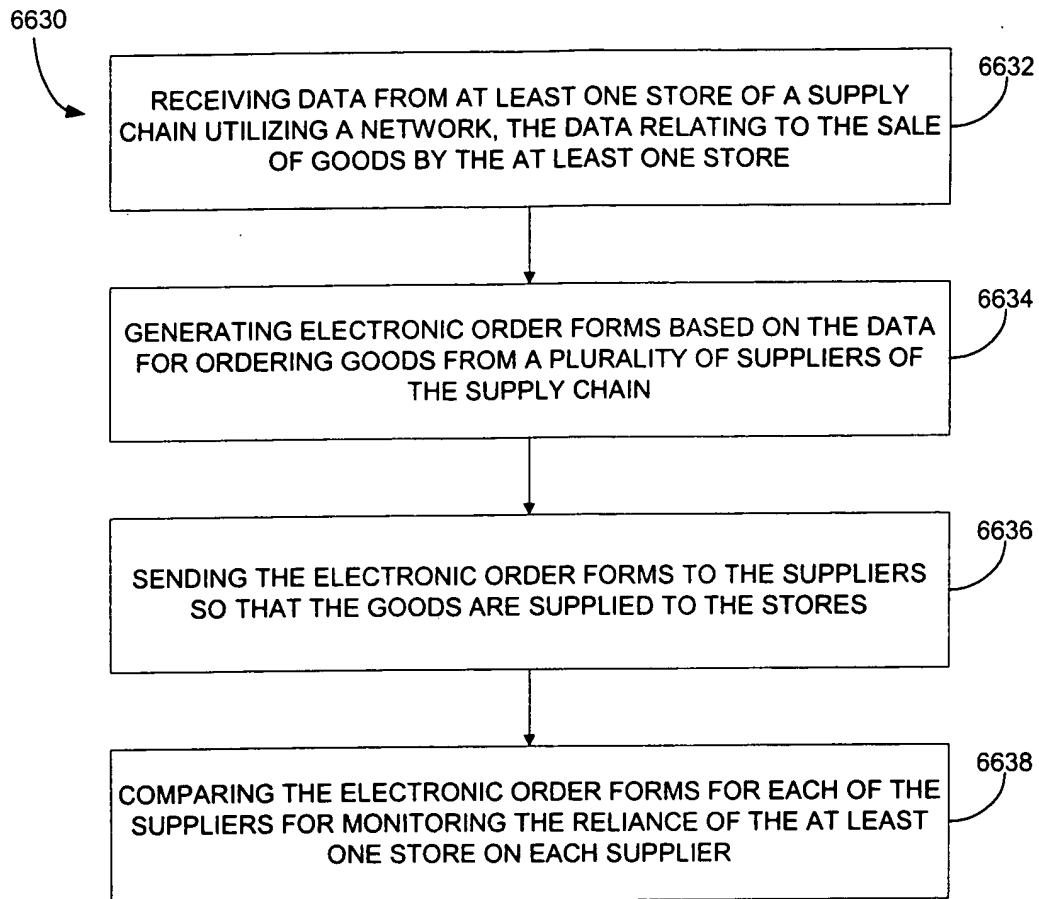 6630
6632
RECEIVING DATA FROM AT LEAST ONE STORE OF A SUPPLY
CHAIN UTILIZING A NETWORK, THE DATA RELATING TO THE SALE
OF GOODS BY THE AT LEAST ONE STORE
6634
GENERATING ELECTRONIC ORDER FORMS BASED ON THE DATA
FOR ORDERING GOODS FROM A PLURALITY OF SUPPLIERS OF
THE SUPPLY CHAIN
6636
SENDING THE ELECTRONIC ORDER FORMS TO THE SUPPLIERS
SO THAT THE GOODS ARE SUPPLIED TO THE STORES
6638
COMPARING THE ELECTRONIC ORDER FORMS FOR EACH OF THE
SUPPLIERS FOR MONITORING THE RELIANCE OF THE AT LEAST
ONE STORE ON EACH SUPPLIER